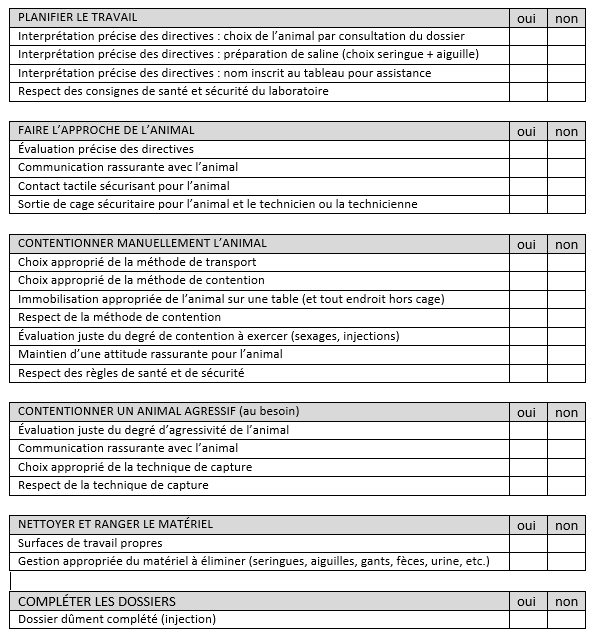 PLANIFIER LE TRAVAIL oui non
Interprétation précise des directives : choix de l’animal par consultation du dossier
Interprétation précise des directives : préparation de saline (choix seringue + aiguille)
Interprétation précise des directives : nom inscrit au tableau pour assistance
Respect des consignes de santé et sécurité du laboratoire
FAIRE L’APPROCHE DE L’ANIMAL oui non
Évaluation précise des directives
Communication rassurante avec l’animal
Contact tactile sécurisant pour l’animal
Sortie de cage sécuritaire pour l’animal et le technicien ou la technicienne
CONTENTIONNER MANUELLEMENT L’ANIMAL oui non
Choix approprié de la méthode de transport
Choix approprié de la méthode de contention
Immobilisation appropriée de l’animal sur une table (et tout endroit hors cage)
Respect de la méthode de contention
Évaluation juste du degré de contention à exercer (sexages, injections)
Maintien d’une attitude rassurante pour l’animal
Respect des règles de santé et de sécurité
CONTENTIONNER UN ANIMAL AGRESSIF (au besoin) oui non
Évaluation juste du degré d’agressivité de l’animal
Communication rassurante avec l’animal
Choix approprié de la technique de capture
Respect de la technique de capture
NETTOYER ET RANGER LE MATÉRIEL oui non
Surfaces de travail propres
Gestion appropriée du matériel à éliminer (seringues, aiguilles, gants, fèces, urine, etc.)
COMPLÉTER LES DOSSIERS oui non
Dossier dûment complété (injection)